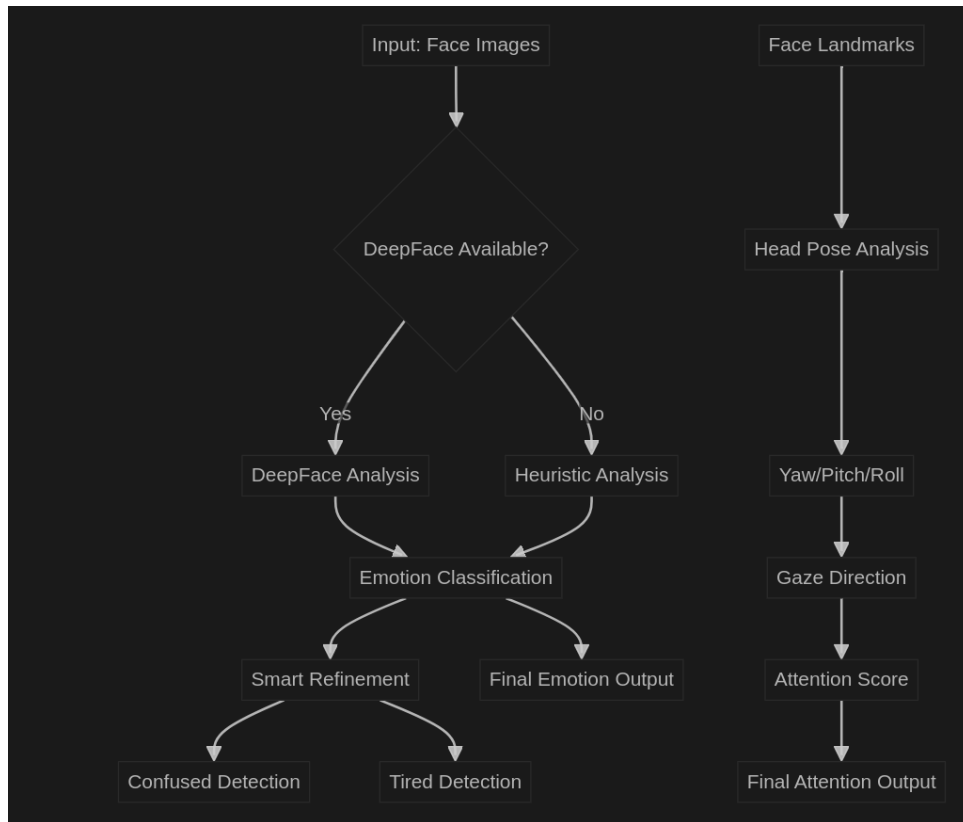 Input: Face Images
Face Landmarks
DeepFace Available?
Head Pose Analysis
Yes
No
DeepFace Analysis
Heuristic Analysis
Yaw/Pitch/Roll
Emotion Classification
Gaze Direction
Smart Refinement
Final Emotion Output
Attention Score
Confused Detection
Tired Detection
Final Attention Output